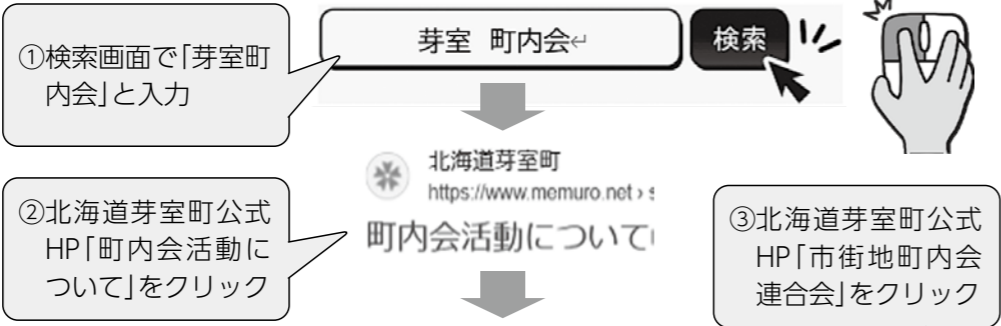 ①検索画面で「芽室町
内会」と入力
芽室 町内会↵
検索
北海道芽室町
https://www.memuro.net › s
町内会活動について
②北海道芽室町公式
HP「町内会活動に
ついて」をクリック
③北海道芽室町公式
HP「市街地町内会
連合会」をクリック